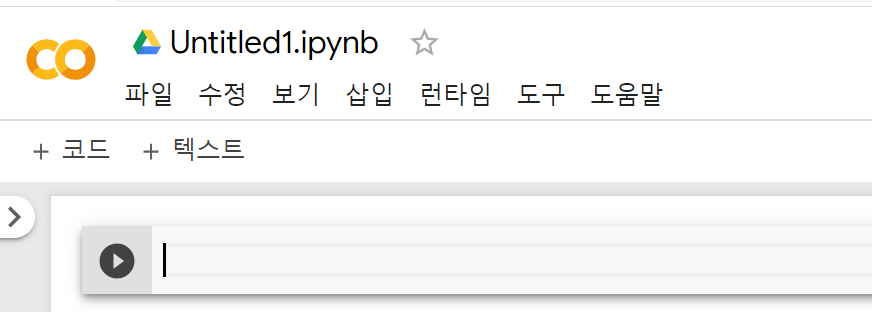 Untitled1.ipynb
파일 수정 보기 삽입 런타임 도구 도움말
+ 코드 + 텍스트